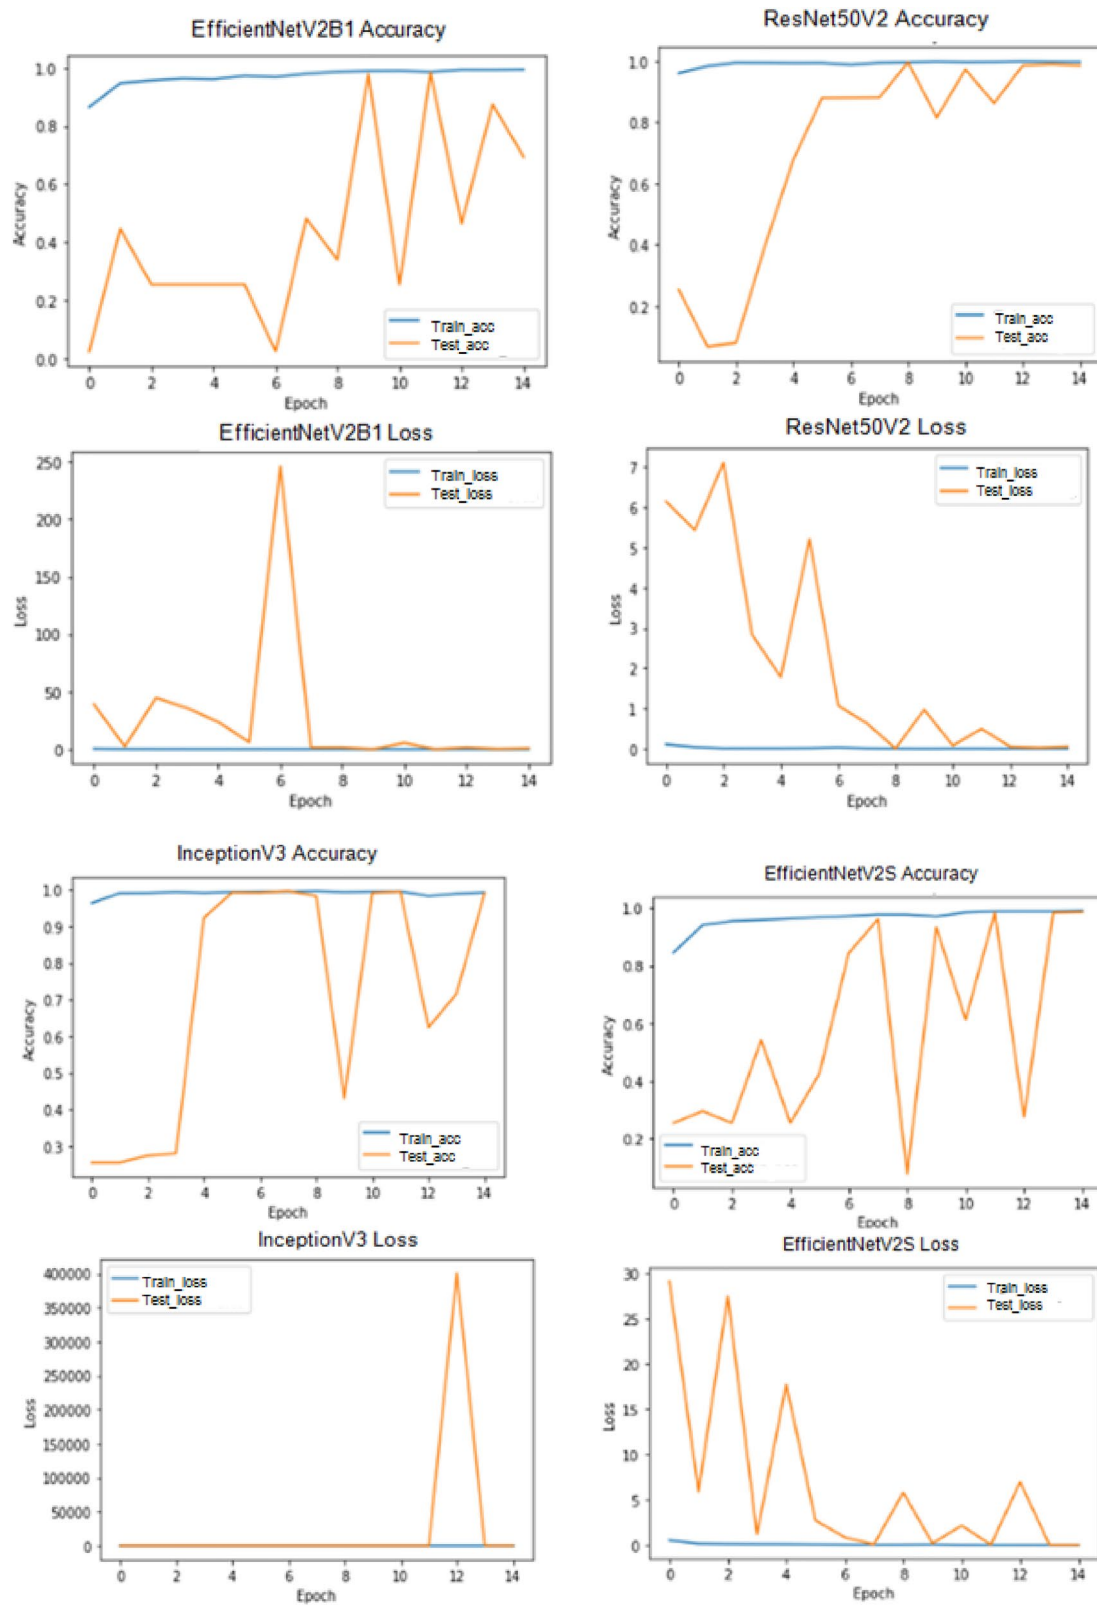 EfficientNetV2B1 Accuracy
1.0
0.8
0.6
0.4
0.2
0.0
Accuracy
Train_acc
Test_acc
0 2 4 6 8 10 12 14
Epoch
ResNet50V2 Accuracy
1.0
0.8
0.6
0.4
0.2
Accuracy
Train_acc
Test_acc
0 2 4 6 8 10 12 14
Epoch
EfficientNetV2B1 Loss
250
200
150
100
50
0
Loss
Train_loss
Test_loss
0 2 4 6 8 10 12 14
Epoch
ResNet50V2 Loss
7
6
5
4
3
2
1
0
Loss
Train_loss
Test_loss
0 2 4 6 8 10 12 14
Epoch
InceptionV3 Accuracy
1.0
0.9
0.8
0.7
0.6
0.5
0.4
0.3
Accuracy
Train_acc
Test_acc
0 2 4 6 8 10 12 14
Epoch
EfficientNetV2S Accuracy
1.0
0.8
0.6
0.4
0.2
Accuracy
Train_acc
Test_acc
0 2 4 6 8 10 12 14
Epoch
InceptionV3 Loss
400000
350000
300000
250000
200000
150000
100000
50000
0
Loss
Train_loss
Test_loss
0 2 4 6 8 10 12 14
Epoch
EfficientNetV2S Loss
30
25
20
15
10
5
0
Loss
Train_loss
Test_loss
0 2 4 6 8 10 12 14
Epoch